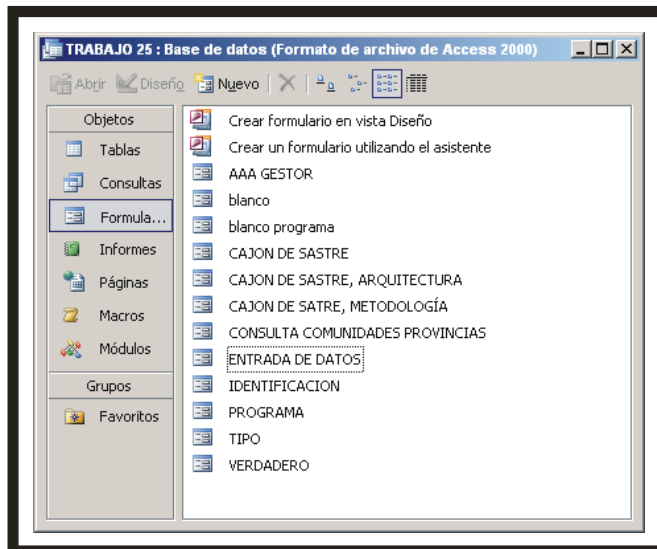 TRABAJO 25 : Base de datos (Formato de archivo de Access 2000)
Abrir Diseño Nuevo
Objetos
Tablas
Consultas
Formula...
Informes
Páginas
Macros
Módulos
Grupos
Favoritos
Crear formulario en vista Diseño
Crear un formulario utilizando el asistente
AAA GESTOR
blanco
blanco programa
CAJON DE SASTRE
CAJON DE SASTRE, ARQUITECTURA
CAJON DE SATRE, METODOLOGÍA
CONSULTA COMUNIDADES PROVINCIAS
ENTRADA DE DATOS
IDENTIFICACION
PROGRAMA
TIPO
VERDADERO